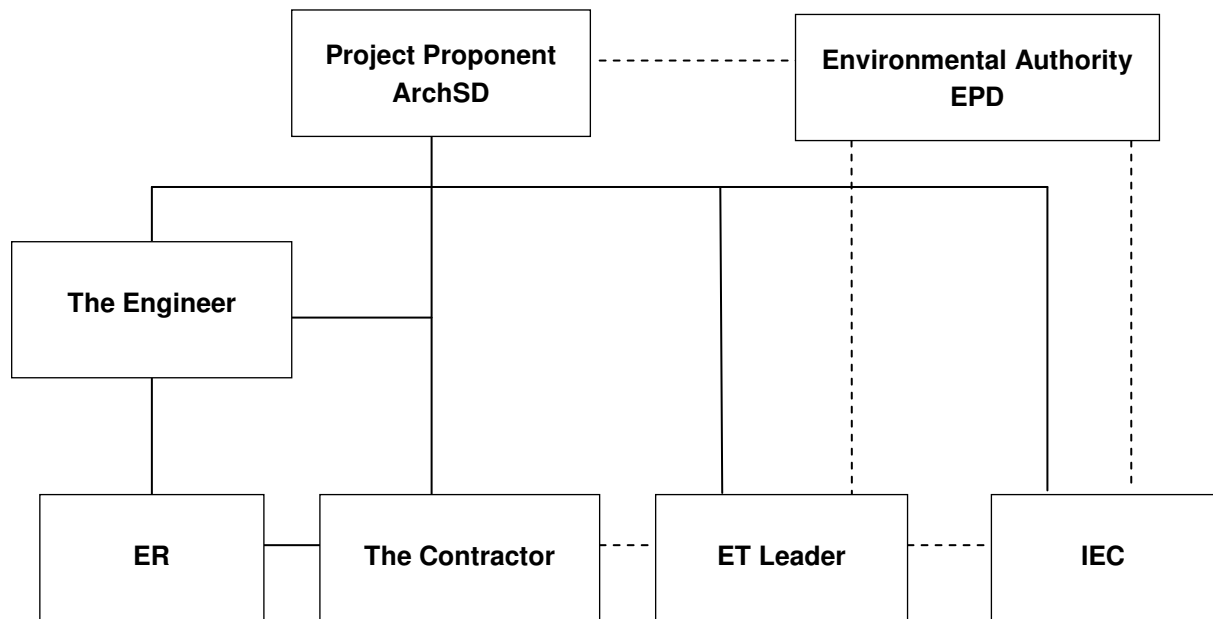 Project Proponent
ArchSD
Environmental Authority
EPD
The Engineer
ER
The Contractor
ET Leader
IEC